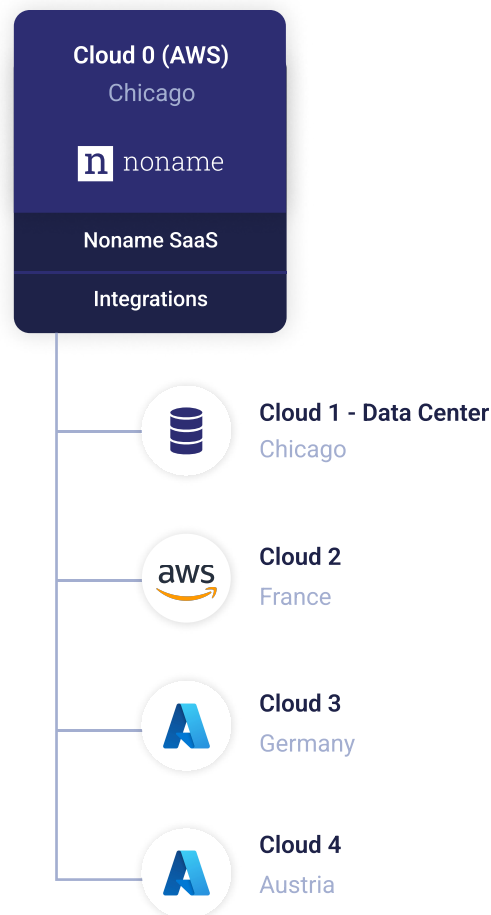 Cloud 0 (AWS)
Chicago
n noname
Noname SaaS
Integrations
Cloud 1 - Data Center
Chicago
aws
Cloud 2
France
Cloud 3
Germany
Cloud 4
Austria